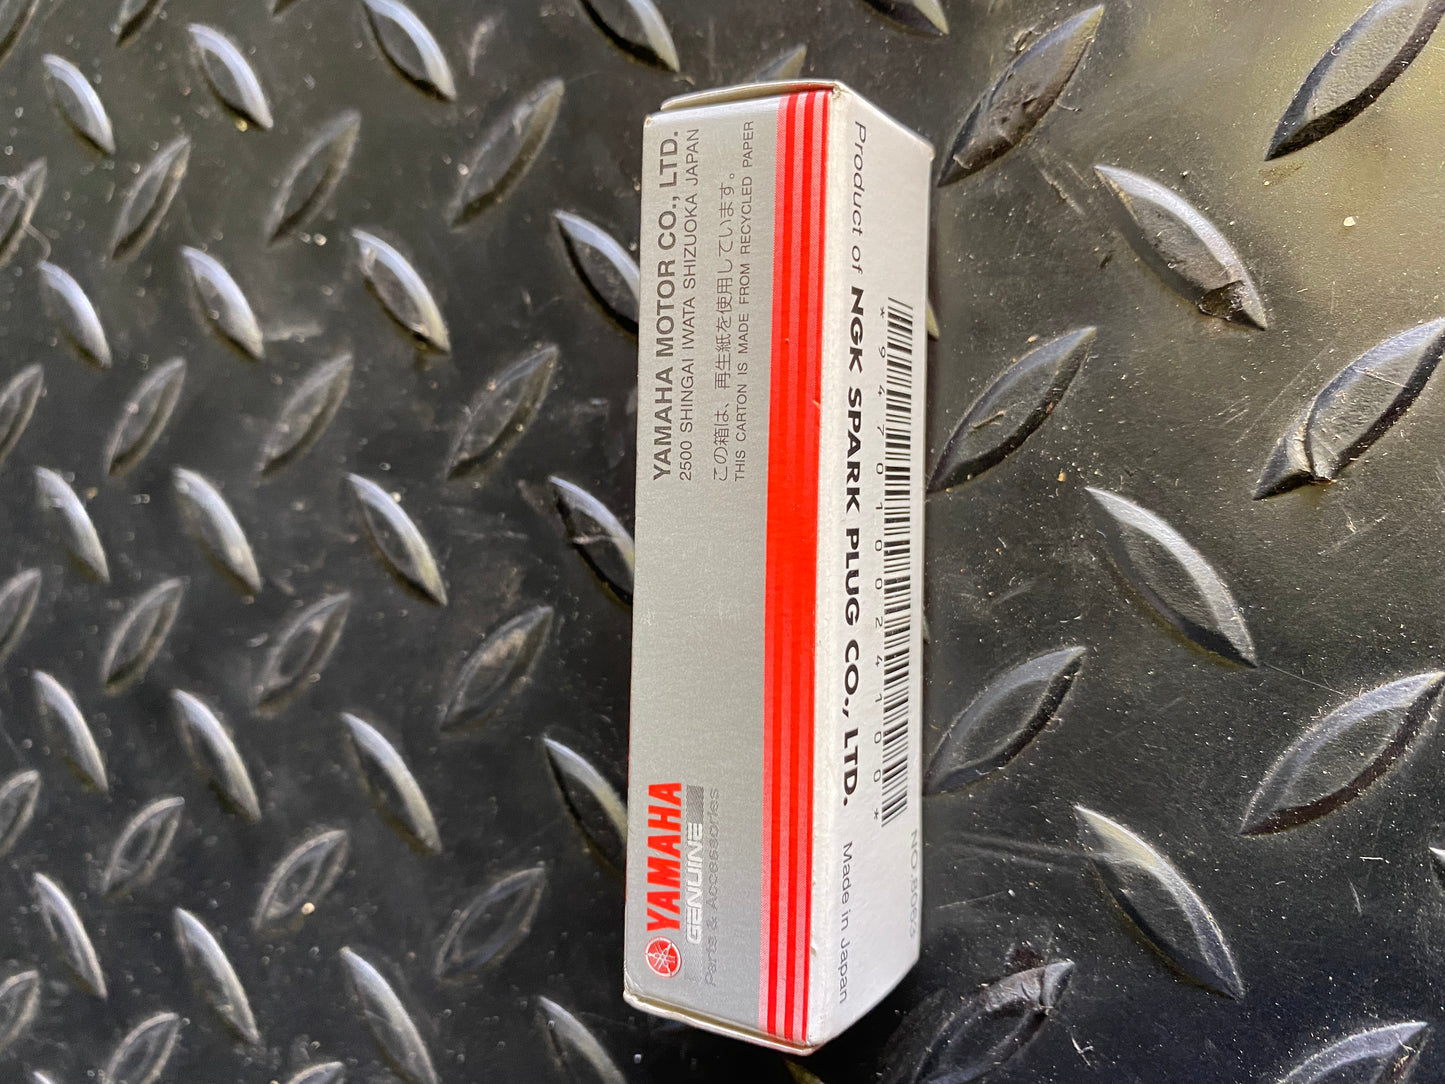 YAMAHA MOTOR CO., LTD.
2500 SHINGAI IWATA SHIZUOKA JAPAN
この箱は、再生紙を使用しています。
THIS CARTON IS MADE FROM RECYCLED PAPER
YAMAHA
GENUINE
Parts & Accessories
*947010024100*
Product of NGK SPARK PLUG CO., LTD. Made in Japan